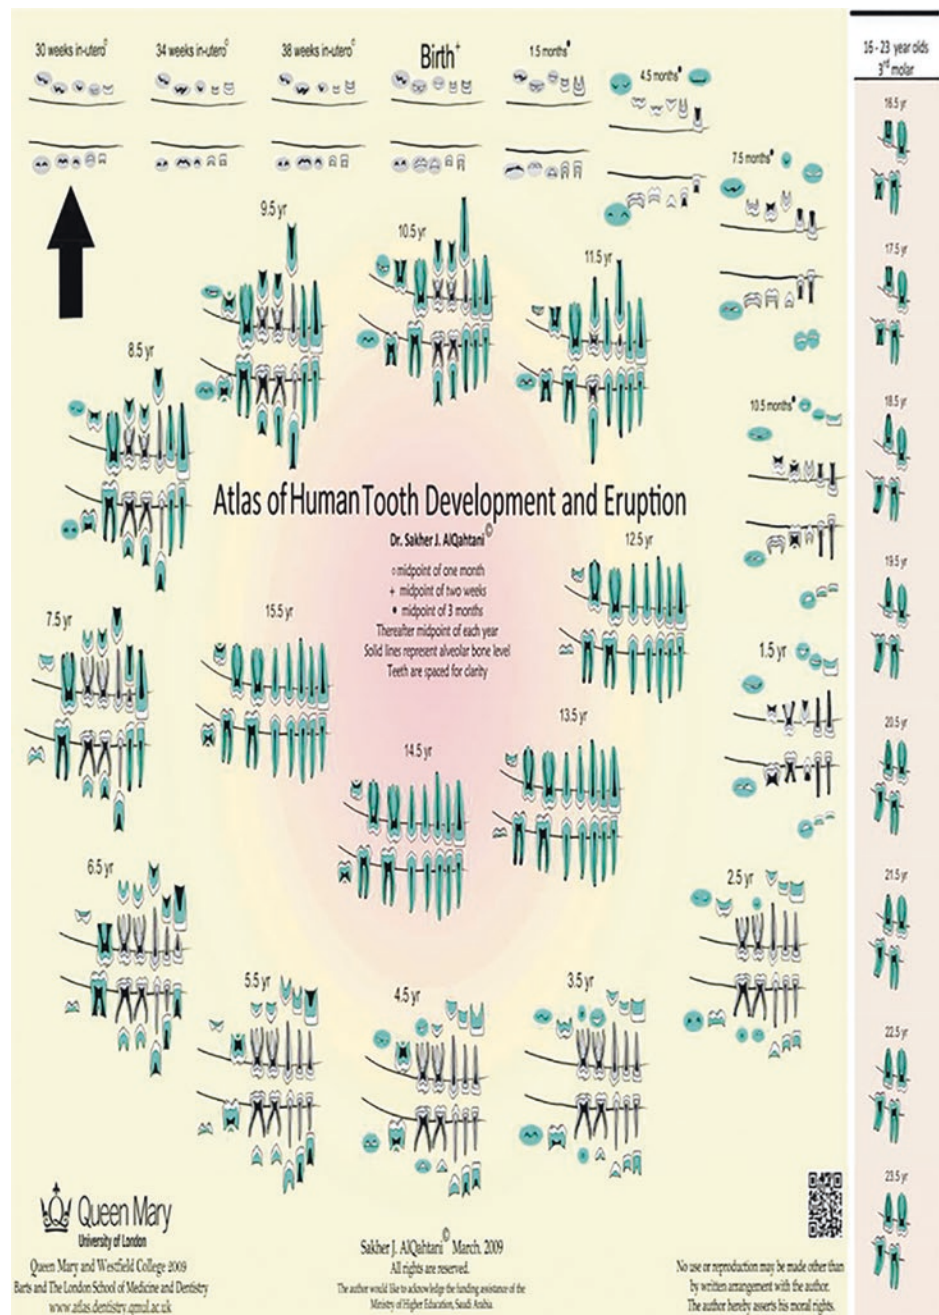 30 weeks in-utero○
34 weeks in-utero○
38 weeks in-utero○
Birth+
1.5 months●
4.5 months●
7.5 months●
10.5 months●
1.5 yr
2.5 yr
3.5 yr
4.5 yr
5.5 yr
6.5 yr
7.5 yr
8.5 yr
9.5 yr
10.5 yr
11.5 yr
12.5 yr
13.5 yr
14.5 yr
15.5 yr
Atlas of Human Tooth Development and Eruption
Dr. Sakher J. AlQahtani©
○midpoint of one month
+ midpoint of two weeks
● midpoint of 3 months
Thereafter midpoint of each year
Solid lines represent alveolar bone level
Teeth are spaced for clarity
Queen Mary
University of London
Queen Mary and Westfield College 2009
Barts and The London School of Medicine and Dentistry
www.atlas.dentistry.qmul.ac.uk
Sakher J. AlQahtani© March. 2009
All rights are reserved.
The author would like to acknowledge the funding assistance of the
Ministry of Higher Education, Saudi Arabia.
No use or reproduction may be made other than
by written arrangement with the author.
The author hereby asserts his moral rights.
16 - 23 year olds
3rd molar
16.5 yr
17.5 yr
18.5 yr
19.5 yr
20.5 yr
21.5 yr
22.5 yr
23.5 yr